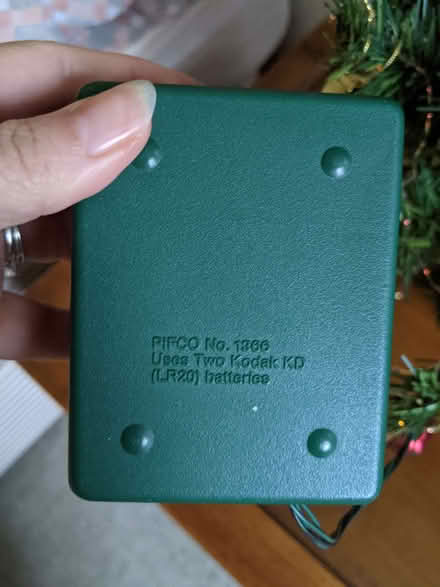 PIFCO No. 1366
Uses Two Kodak KD
(LR20) batteries